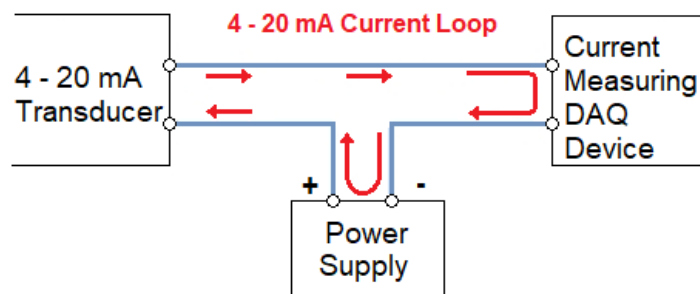 4 - 20 mA Current Loop
4 - 20 mA
Transducer
Current
Measuring
DAQ
Device
+
-
Power
Supply